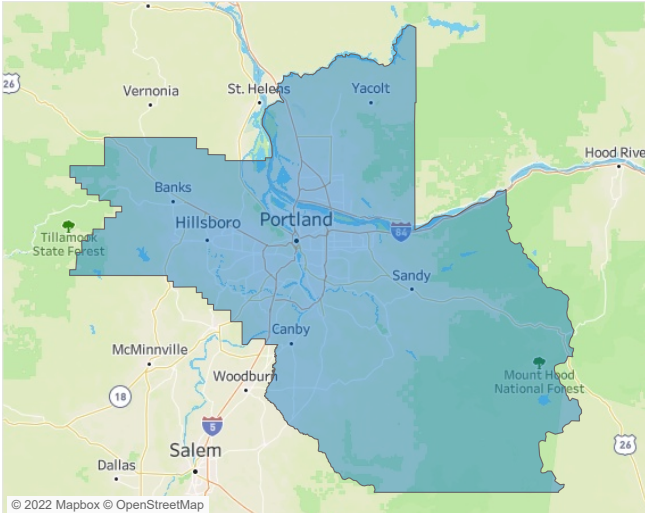 26
Vernonia
St. Helens
Yacolt
Hood Rive
Banks
Hillsboro
Portland
84
Tillamook
State Forest
Sandy
Canby
McMinnville
Mount Hood
National Forest
Woodburn
18
5
26
Salem
Dallas
© 2022 Mapbox © OpenStreetMap